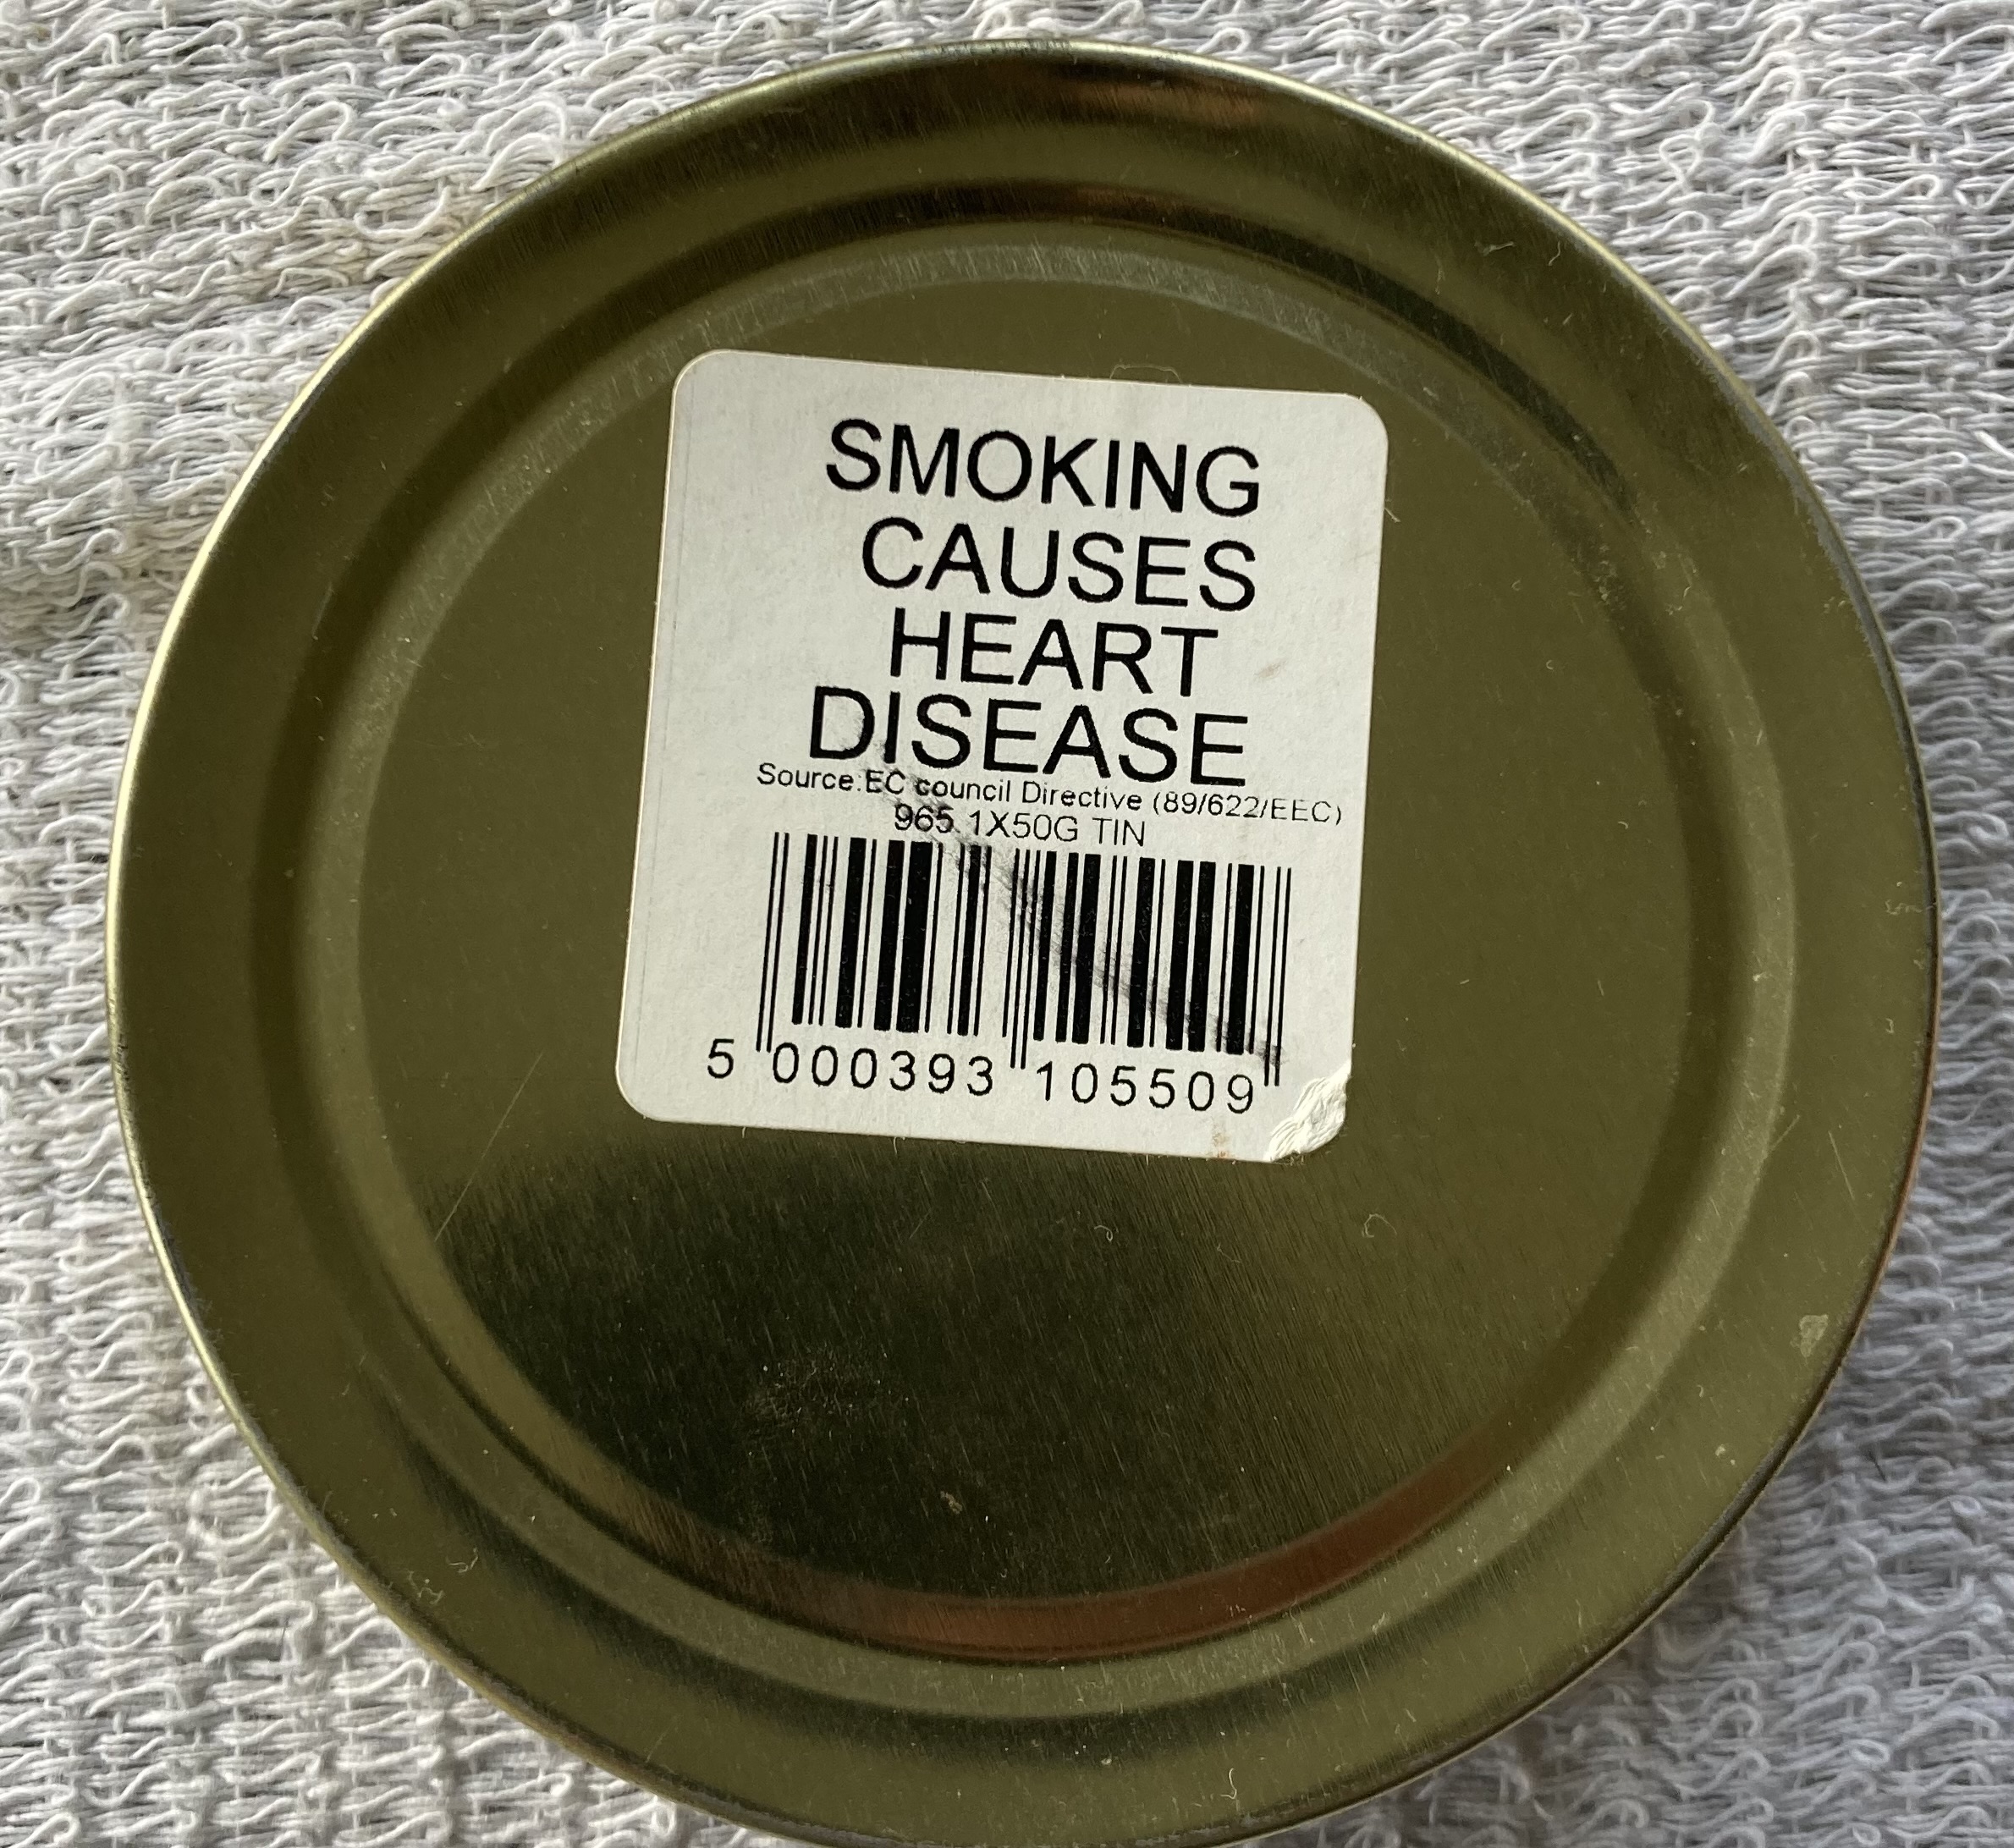 SMOKING
CAUSES
HEART
DISEASE
Source:EC council Directive (89/622/EEC)
965 1X50G TIN
5 000393 105509